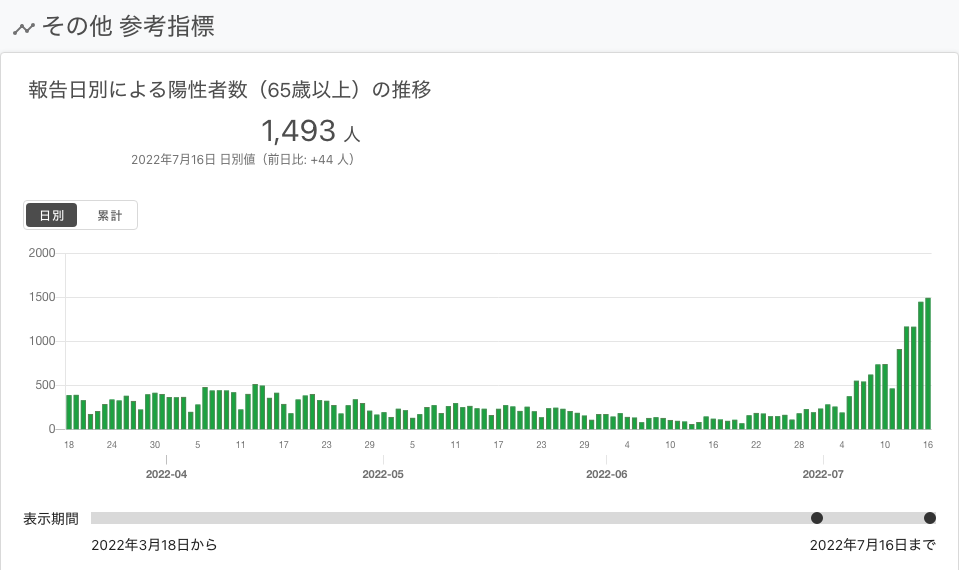 その他 参考指標
報告日別による陽性者数（65歳以上）の推移
1,493 人
2022年7月16日 日別値（前日比: +44 人）
日別 累計
2000
1500
1000
500
0
18 24 30 5 11 17 23 29 5 11 17 23 29 4 10 16 22 28 4 10 16
2022-04 2022-05 2022-06 2022-07
表示期間
2022年3月18日から 2022年7月16日まで